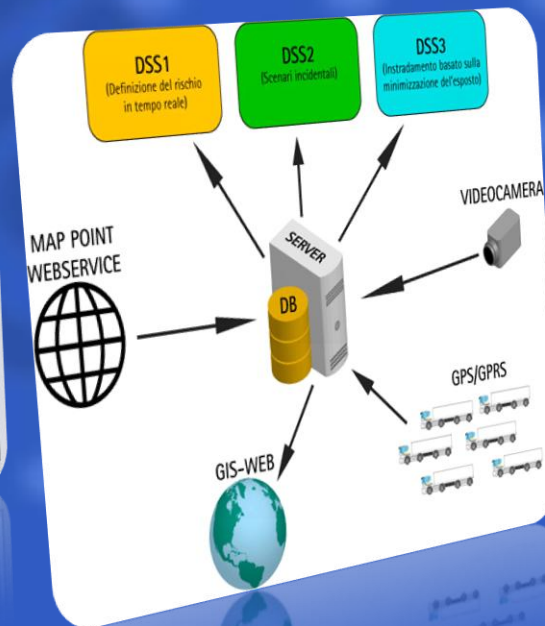 DSS1
(Definizione del rischio
in tempo reale)
DSS2
(Scenari incidentali)
DSS3
(Instradamento basato sulla
minimizzazione del'esposto)
MAP POINT
WEBSERVICE
SERVER
DB
VIDEOCAMERA
GPS/GPRS
GIS-WEB